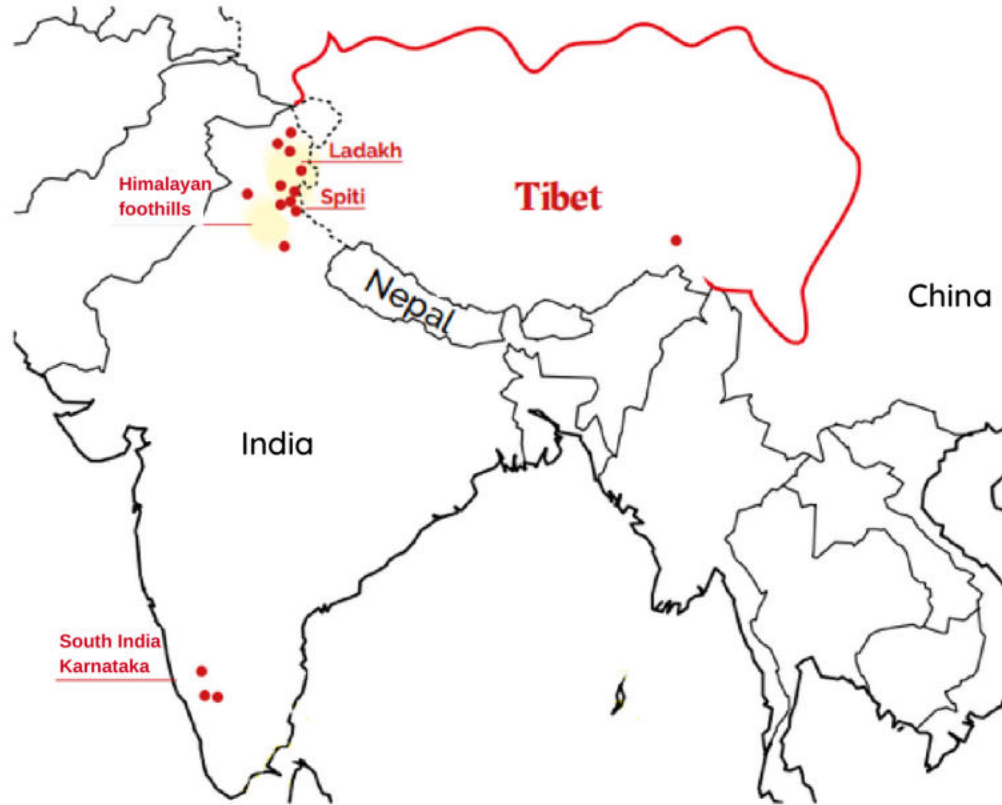 Ladakh
Himalayan
foothills
Spiti
Tibet
Nepal
China
India
South India
Karnataka